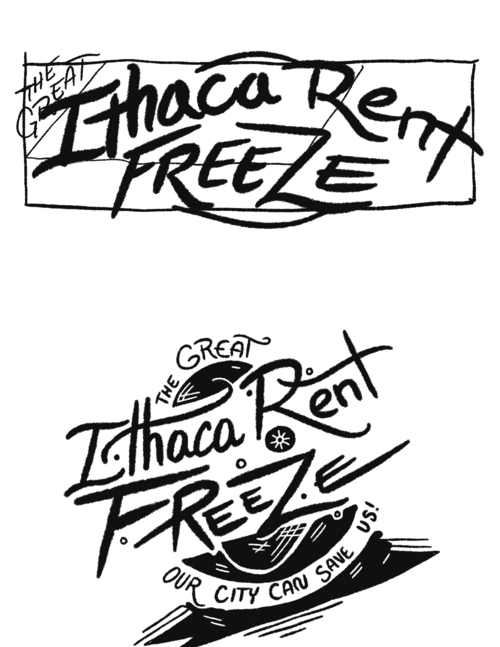 THE
GREAT
Ithaca Rent
FREEZE
THE GREAT
Ithaca Rent
FREEZE
OUR CITY CAN SAVE US!